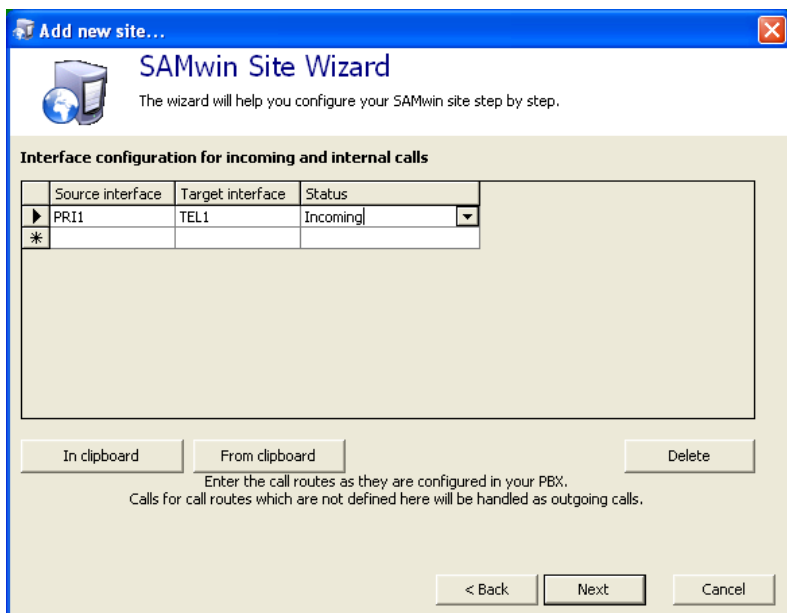 Add new site...
SAMwin Site Wizard
The wizard will help you configure your SAMwin site step by step.
Interface configuration for incoming and internal calls
Source interface Target interface Status
PRI1 TEL1 Incoming
In clipboard From clipboard Delete
Enter the call routes as they are configured in your PBX.
Calls for call routes which are not defined here will be handled as outgoing calls.
< Back Next Cancel